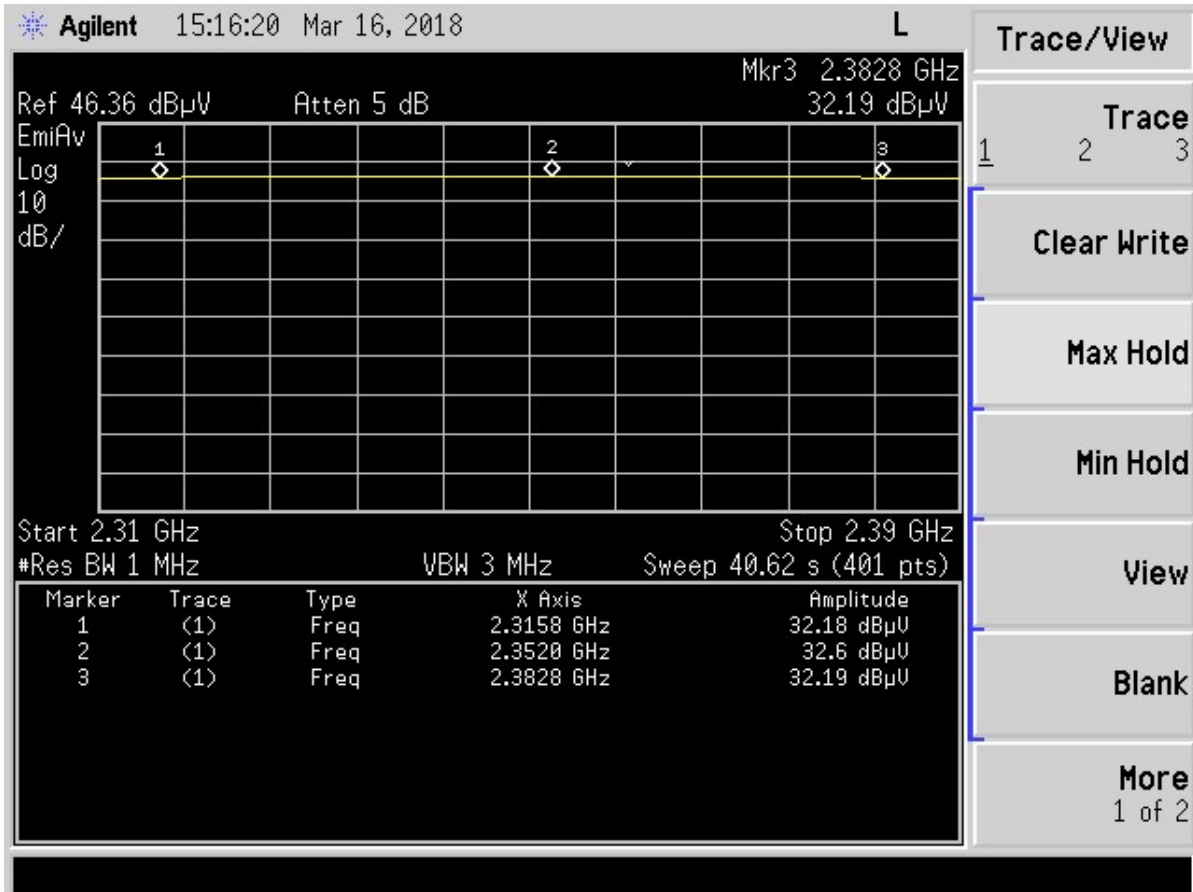 Agilent 15:16:20 Mar 16, 2018 L
Trace/View
Mkr3 2.3828 GHz
Ref 46.36 dBµV Atten 5 dB 32.19 dBµV
EmiAv
Log
10
dB/
1 2 3
Start 2.31 GHz Stop 2.39 GHz
#Res BW 1 MHz VBW 3 MHz Sweep 40.62 s (401 pts)
Marker Trace Type X Axis Amplitude
1 (1) Freq 2.3158 GHz 32.18 dBµV
2 (1) Freq 2.3520 GHz 32.6 dBµV
3 (1) Freq 2.3828 GHz 32.19 dBµV
Trace
1 2 3
Clear Write
Max Hold
Min Hold
View
Blank
More
1 of 2